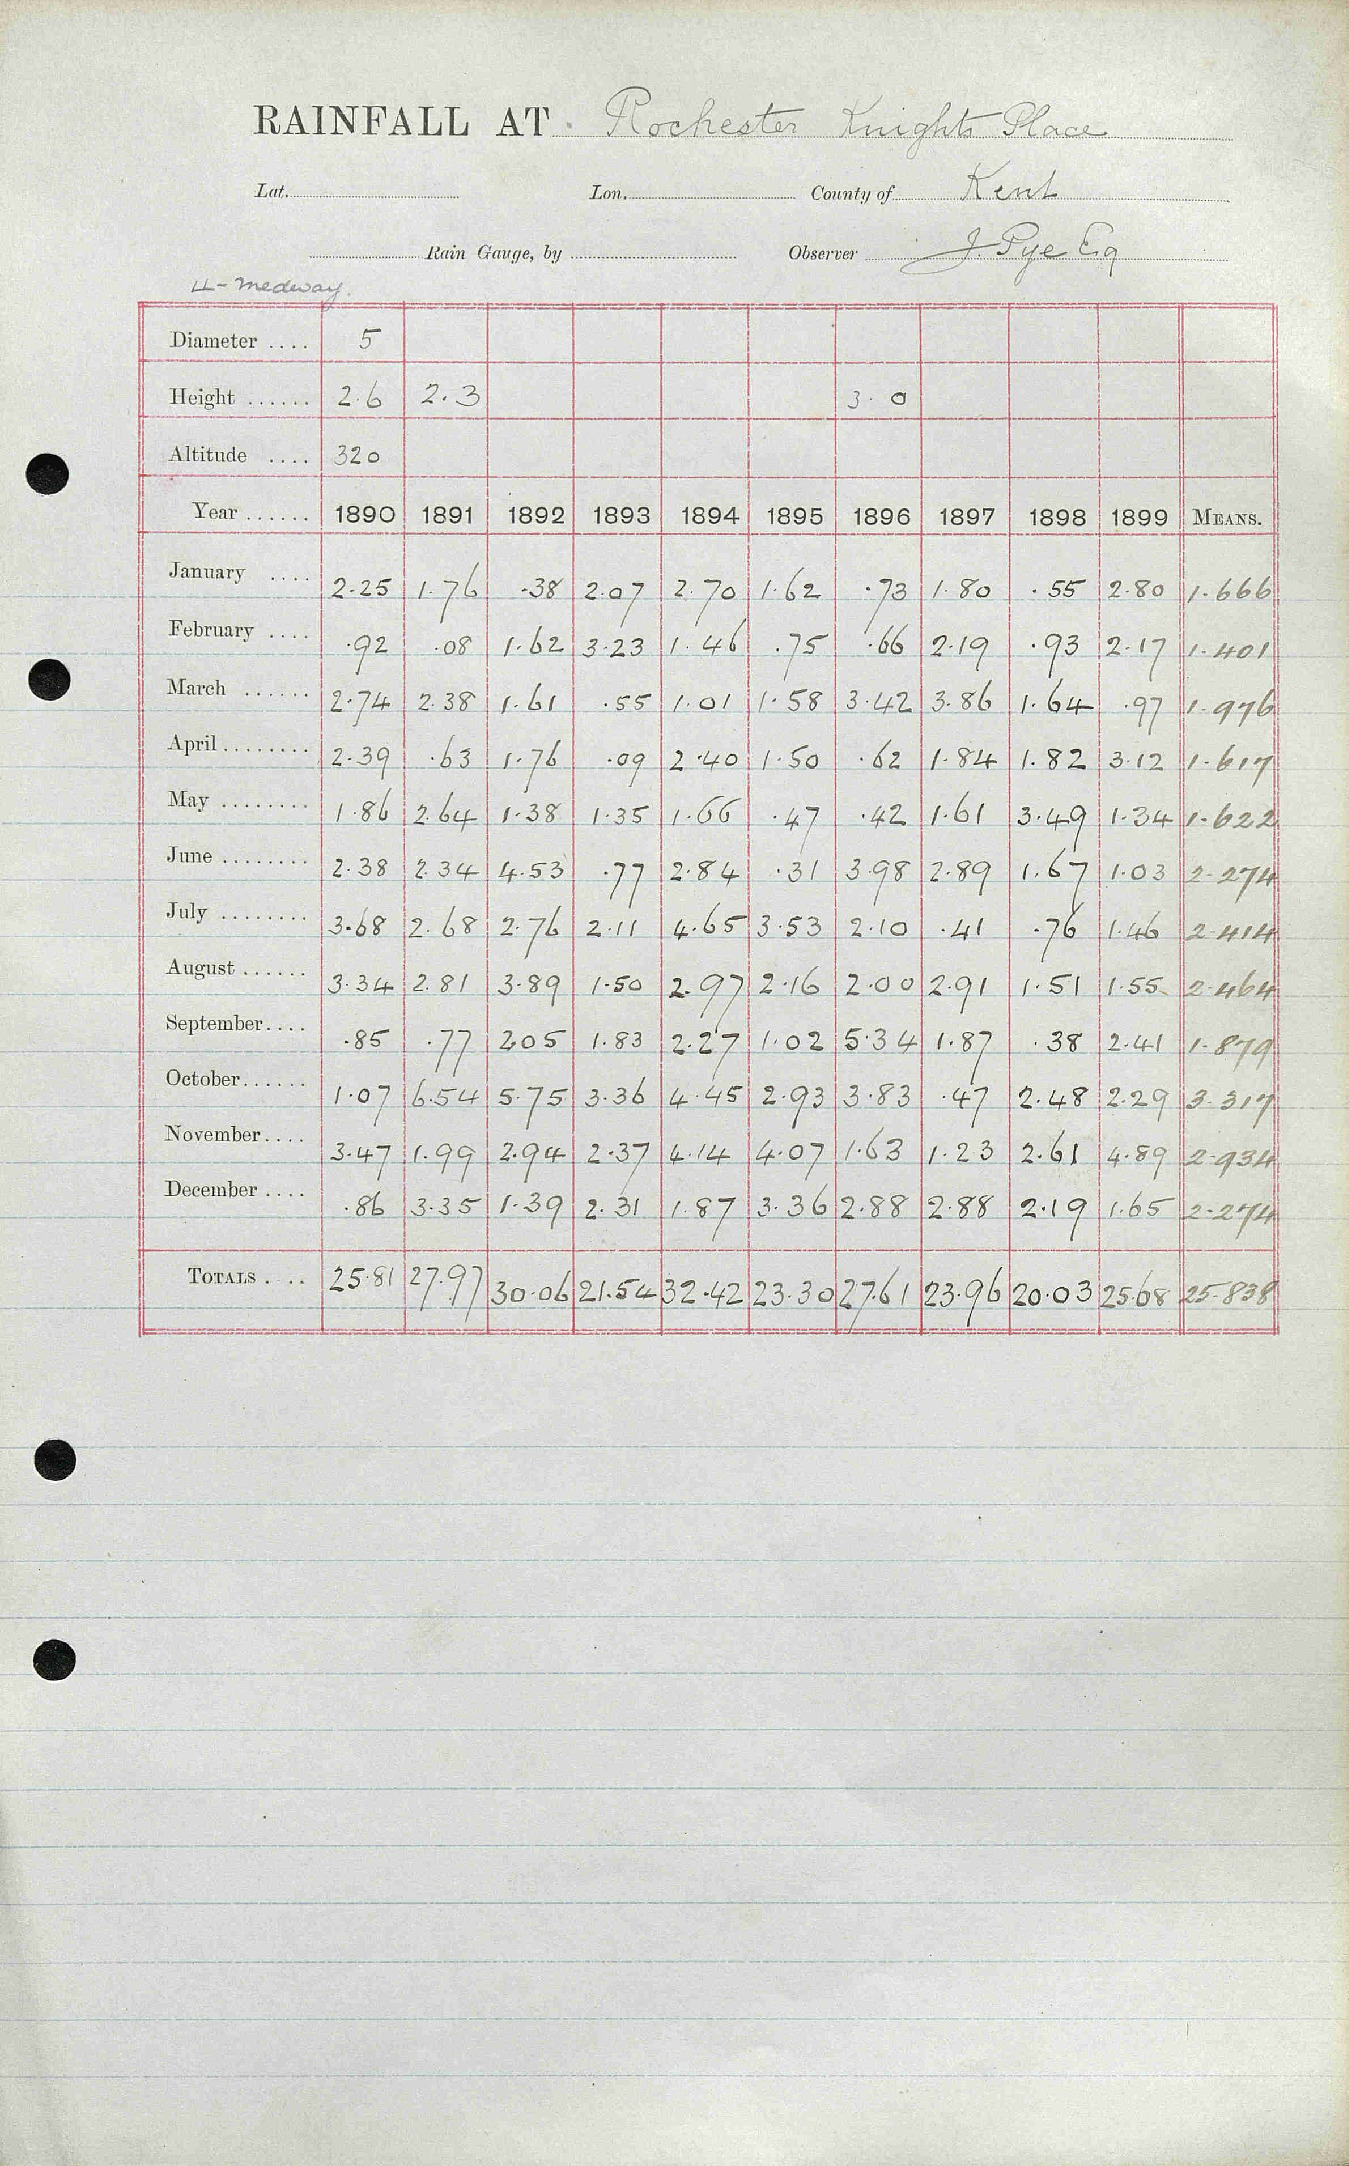 RAINFALL AT Rochester Knights Place
Lat. Lon. County of Kent
Rain Gauge, by Observer J. Pye Esq
4-Medway.
Diameter .... 5
Height ...... 2.6 2.3 3.0
Altitude .... 320
Year ...... 1890 1891 1892 1893 1894 1895 1896 1897 1898 1899 MEANS.
January .... 2.25 1.76 .38 2.07 2.70 1.62 .73 1.80 .55 2.80 1.666
February .... .92 .08 1.62 3.23 1.46 .75 .66 2.19 .93 2.17 1.401
March ...... 2.74 2.38 1.61 .55 1.01 1.58 3.42 3.86 1.64 .97 1.976
April ........ 2.39 .63 1.76 .09 2.40 1.50 .62 1.84 1.82 3.12 1.617
May ........ 1.86 2.64 1.38 1.35 1.66 .47 .42 1.61 3.49 1.34 1.622
June ........ 2.38 2.34 4.53 .77 2.84 .31 3.98 2.89 1.67 1.03 2.274
July ........ 3.68 2.68 2.76 2.11 4.65 3.53 2.10 .41 .76 1.46 2.414
August ...... 3.34 2.81 3.89 1.50 2.97 2.16 2.00 2.91 1.51 1.55 2.464
September .... .85 .77 2.05 1.83 2.27 1.02 5.34 1.87 .38 2.41 1.879
October ...... 1.07 6.54 5.75 3.36 4.45 2.93 3.83 .47 2.48 2.29 3.317
November .... 3.47 1.99 2.94 2.37 4.14 4.07 1.63 1.23 2.61 4.89 2.934
December .... .86 3.35 1.39 2.31 1.87 3.36 2.88 2.88 2.19 1.65 2.274
TOTALS .... 25.81 27.97 30.06 21.54 32.42 23.30 27.61 23.96 20.03 25.68 25.838